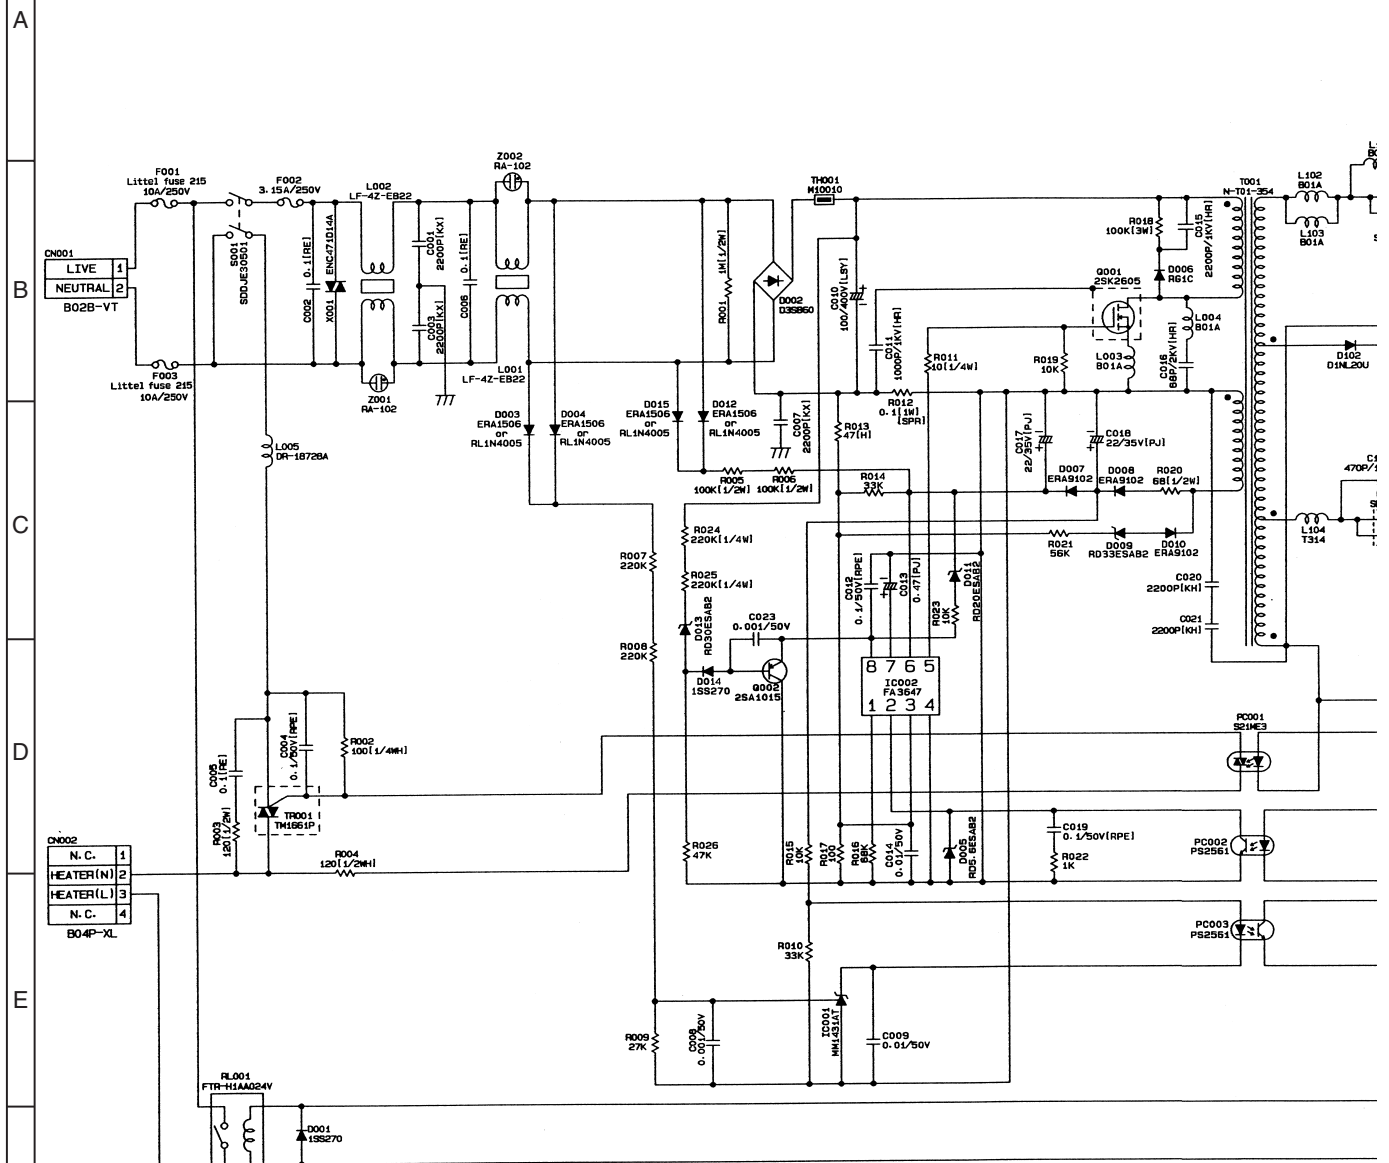 A
B
C
D
E
CN001
LIVE 1
NEUTRAL 2
B02B-VT
F001
Littel fuse 215
10A/250V
F002
3.15A/250V
S001
SDDJE30501
F003
Littel fuse 215
10A/250V
C002
0.1[RE]
X001
ENC471D14A
L002
LF-4Z-EB22
Z001
RA-102
C001
2200P[KX]
C003
2200P[KX]
C006
0.1[RE]
Z002
RA-102
L001
LF-4Z-EB22
D003
ERA1506
or
RL1N4005
D004
ERA1506
or
RL1N4005
D015
ERA1506
or
RL1N4005
D012
ERA1506
or
RL1N4005
R001
1M[1/2W]
D002
D3SB60
TH001
M10010
C010
100/400V[LSY]
C011
1000P/1KV[HR]
C007
2200P[KX]
R012
0.1[1W]
[SPR]
R013
47[H]
R011
10[1/4W]
R019
10K
Q001
2SK2605
L003
B01A
L004
B01A
C016
68P/2KV[HR]
R018
100K[3W]
C015
2200P/1KV[HR]
D006
RG1C
T001
N-T01-354
L102
B01A
L103
B01A
D102
D1NL20U
L104
T314
470P/1
L005
DR-1872BA
R005
100K[1/2W]
R006
100K[1/2W]
R014
33K
C017
22/35V[PJ]
C018
22/35V[PJ]
D007
ERA9102
D008
ERA9102
R020
68[1/2W]
R021
56K
D009
RD33ESAB2
D010
ERA9102
R007
220K
R008
220K
R024
220K[1/4W]
R025
220K[1/4W]
D013
RD30ESAB2
D014
1SS270
C023
0.001/50V
Q002
2SA1015
C012
0.1/50V[RPE]
C013
0.47[PJ]
R023
10K
D011
RD20ESAB2
8 7 6 5
IC002
FA3647
1 2 3 4
C020
2200P[KH]
C021
2200P[KH]
PC001
S21ME3
PC002
PS2561
PC003
PS2561
C005
0.1[RE]
R003
120[1/2W]
C004
0.1/50V[RPE]
R002
100[1/4WH]
TR001
TM1661P
R004
120[1/2WH]
CN002
N.C. 1
HEATER(N) 2
HEATER(L) 3
N.C. 4
B04P-XL
R026
47K
R015
10K
R017
100
R016
68K
C014
0.01/50V
D005
RD5.6ESAB2
C019
0.1/50V[RPE]
R022
1K
R010
33K
R009
27K
C008
0.001/50V
IC001
MM1431AT
C009
0.01/50V
RL001
FTR-H1AA024V
D001
1SS270